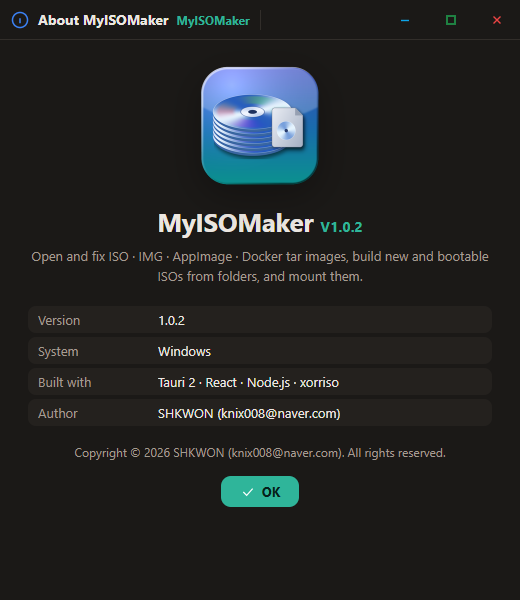 About MyISOMaker MyISOMaker
MyISOMaker V1.0.2
Open and fix ISO · IMG · AppImage · Docker tar images, build new and bootable
ISOs from folders, and mount them.
Version 1.0.2
System Windows
Built with Tauri 2 · React · Node.js · xorriso
Author SHKWON (knix008@naver.com)
Copyright © 2026 SHKWON (knix008@naver.com). All rights reserved.
OK